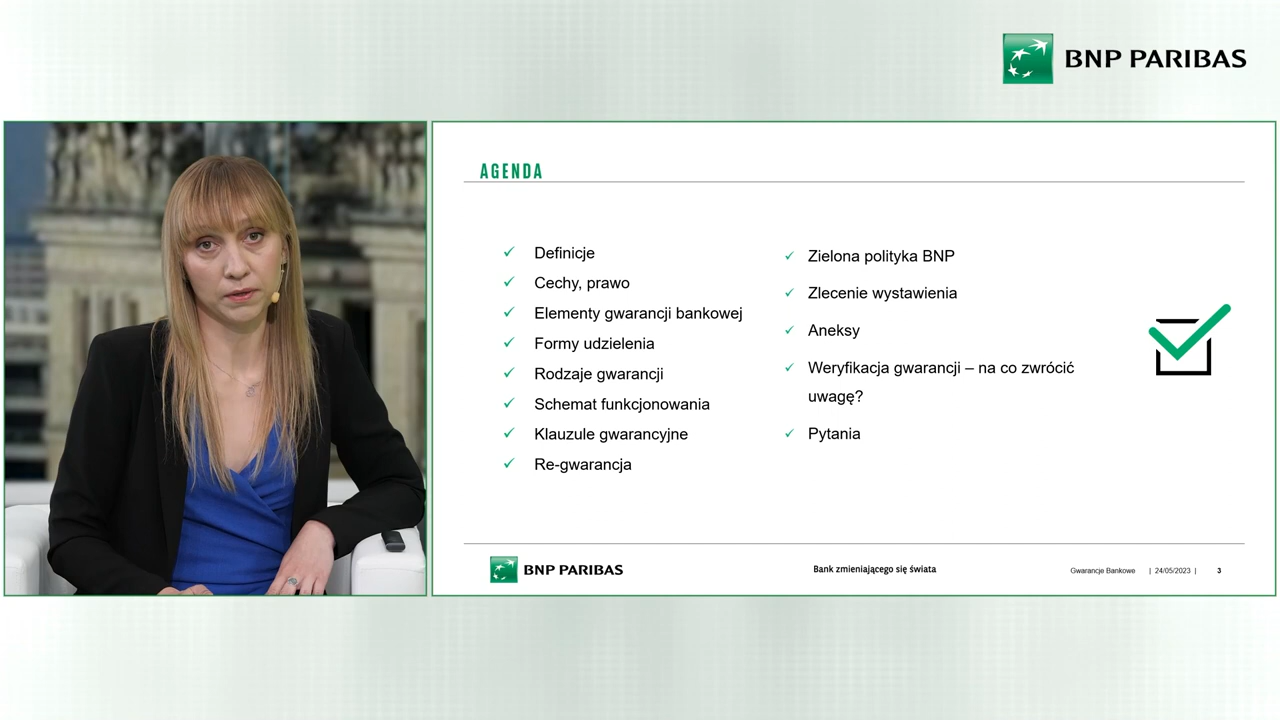 BNP PARIBAS
AGENDA
Definicje
Cechy, prawo
Elementy gwarancji bankowej
Formy udzielenia
Rodzaje gwarancji
Schemat funkcjonowania
Klauzule gwarancyjne
Re-gwarancja
Zielona polityka BNP
Zlecenie wystawienia
Aneksy
Weryfikacja gwarancji – na co zwrócić
uwagę?
Pytania
BNP PARIBAS
Bank zmieniającego się świata
Gwarancje Bankowe | 24/05/2023 | 3